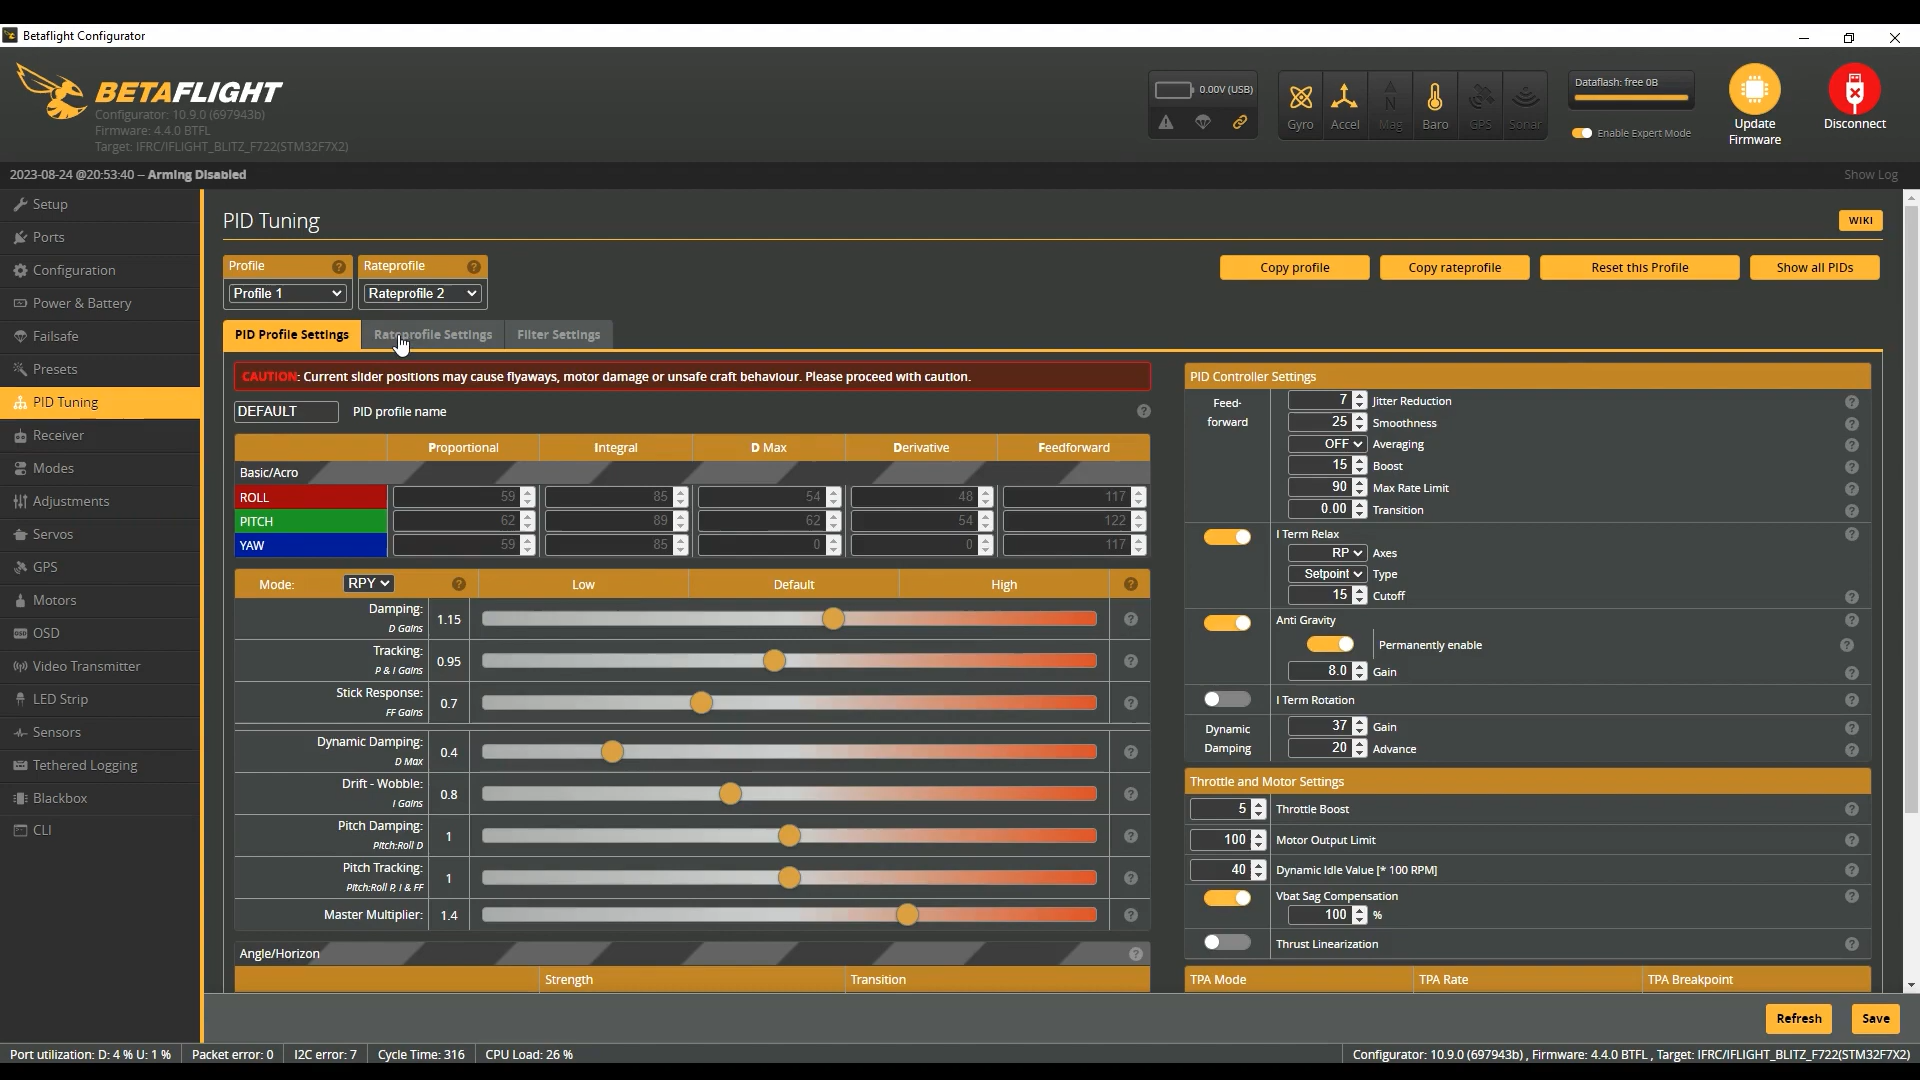 Betaflight Configurator
BETAFLIGHT
Configurator: 10.9.0 (697943b)
Firmware: 4.4.0 BTFL
Target: IFRC/IFLIGHT_BLITZ_F722(STM32F7X2)
0.00V (USB)
Gyro Accel Mag Baro GPS Sonar
Dataflash: free 0B
Enable Expert Mode
Update Firmware
Disconnect
2023-08-24 @20:53:40 -- Arming Disabled
Show Log
Setup
Ports
Configuration
Power & Battery
Failsafe
Presets
PID Tuning
Receiver
Modes
Adjustments
Servos
GPS
Motors
OSD
Video Transmitter
LED Strip
Sensors
Tethered Logging
Blackbox
CLI
PID Tuning
WIKI
Profile Rateprofile
Profile 1 Rateprofile 2
Copy profile Copy rateprofile Reset this Profile Show all PIDs
PID Profile Settings Rateprofile Settings Filter Settings
CAUTION: Current slider positions may cause flyaways, motor damage or unsafe craft behaviour. Please proceed with caution.
DEFAULT PID profile name
Proportional Integral D Max Derivative Feedforward
Basic/Acro
ROLL 59 85 54 48 117
PITCH 62 89 62 54 122
YAW 59 85 0 0 117
Mode: RPY Low Default High
Damping: D Gains 1.15
Tracking: P & I Gains 0.95
Stick Response: FF Gains 0.7
Dynamic Damping: D Max 0.4
Drift - Wobble: I Gains 0.8
Pitch Damping: Pitch:Roll D 1
Pitch Tracking: Pitch:Roll P, I & FF 1
Master Multiplier: 1.4
Angle/Horizon
Strength Transition
PID Controller Settings
Feed-forward
7 Jitter Reduction
25 Smoothness
OFF Averaging
15 Boost
90 Max Rate Limit
0.00 Transition
I Term Relax
RP Axes
Setpoint Type
15 Cutoff
Anti Gravity
Permanently enable
8.0 Gain
I Term Rotation
Dynamic Damping
37 Gain
20 Advance
Throttle and Motor Settings
5 Throttle Boost
100 Motor Output Limit
40 Dynamic Idle Value [* 100 RPM]
Vbat Sag Compensation
100 %
Thrust Linearization
TPA Mode TPA Rate TPA Breakpoint
Refresh Save
Port utilization: D: 4 % U: 1 % Packet error: 0 I2C error: 7 Cycle Time: 316 CPU Load: 26 %
Configurator: 10.9.0 (697943b) , Firmware: 4.4.0 BTFL , Target: IFRC/IFLIGHT_BLITZ_F722(STM32F7X2)